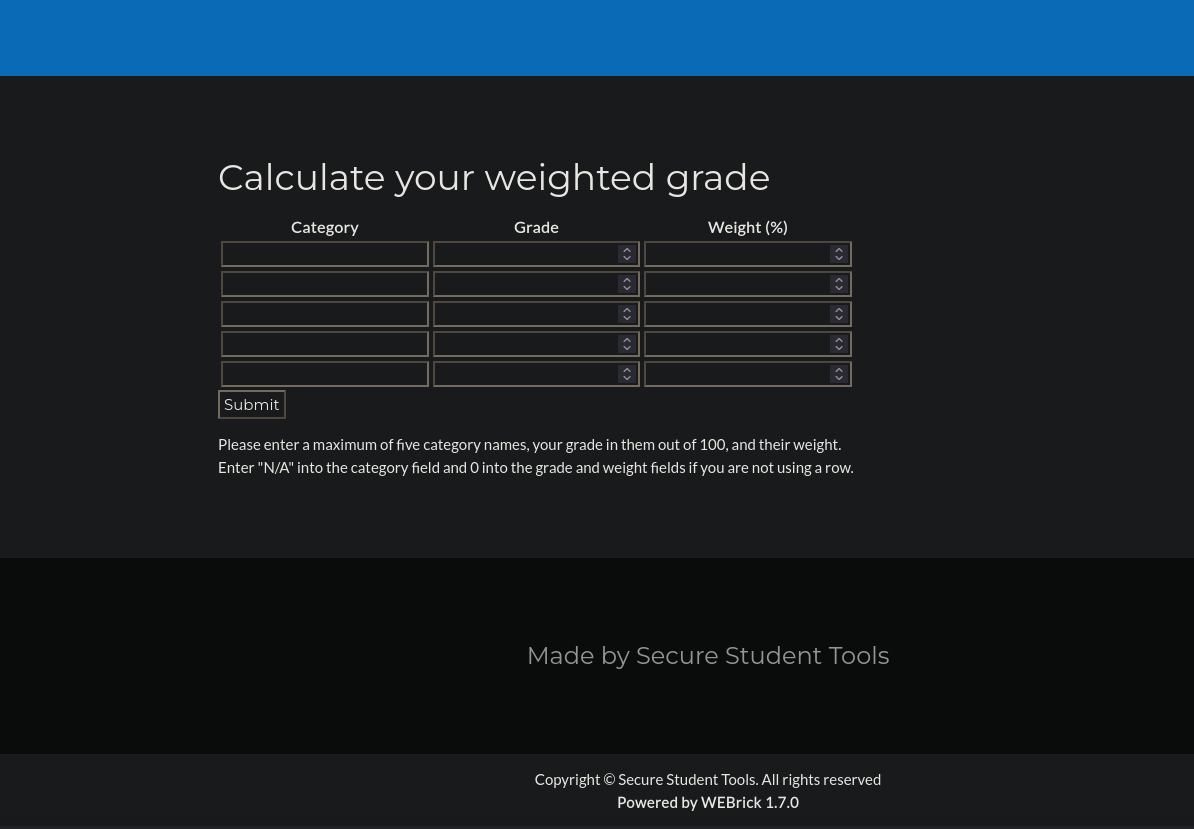 Calculate your weighted grade
Category Grade Weight (%)
Submit
Please enter a maximum of five category names, your grade in them out of 100, and their weight.
Enter "N/A" into the category field and 0 into the grade and weight fields if you are not using a row.
Made by Secure Student Tools
Copyright © Secure Student Tools. All rights reserved
Powered by WEBrick 1.7.0